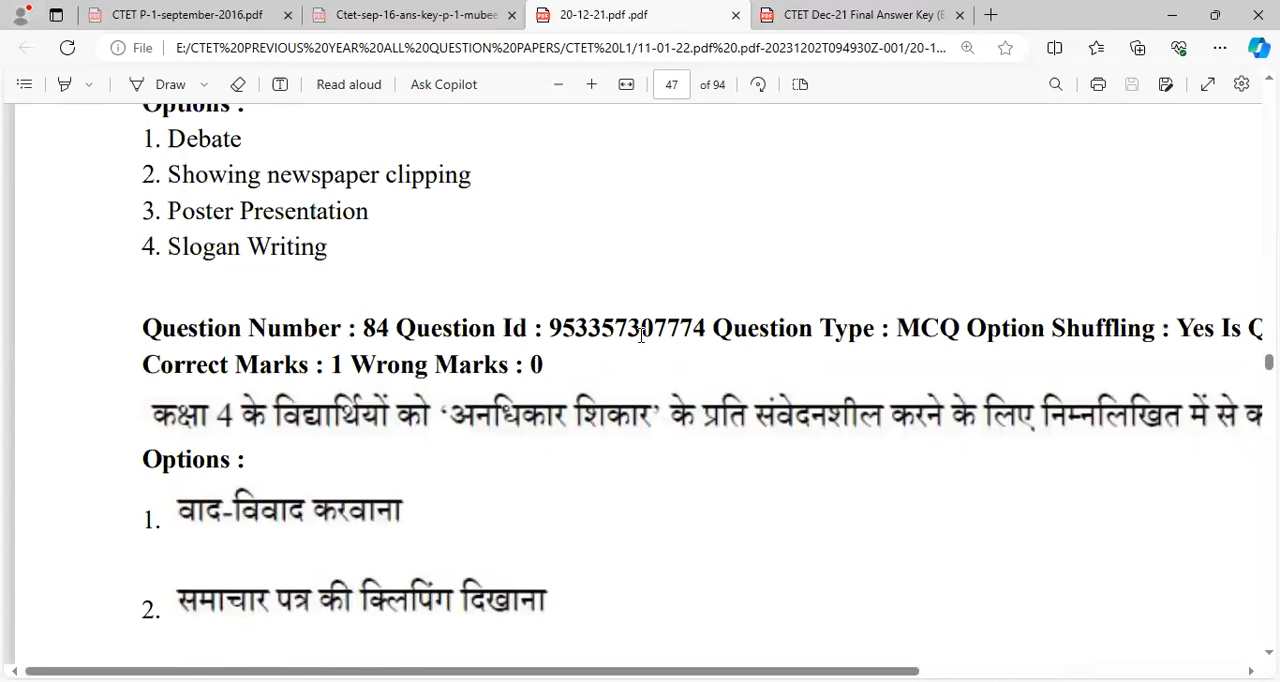 CTET P-1-september-2016.pdf
Ctet-sep-16-ans-key-p-1-mubee
20-12-21.pdf .pdf
CTET Dec-21 Final Answer Key (E
File
E:/CTET%20PREVIOUS%20YEAR%20ALL%20QUESTION%20PAPERS/CTET%20L1/11-01-22.pdf%20.pdf-20231202T094930Z-001/20-1...
Draw
Read aloud
Ask Copilot
47 of 94
Options :
1. Debate
2. Showing newspaper clipping
3. Poster Presentation
4. Slogan Writing
Question Number : 84 Question Id : 953357307774 Question Type : MCQ Option Shuffling : Yes Is Q
Correct Marks : 1 Wrong Marks : 0
कक्षा 4 के विद्यार्थियों को ‘अनधिकार शिकार’ के प्रति संवेदनशील करने के लिए निम्नलिखित में से क
Options :
1. वाद-विवाद करवाना
2. समाचार पत्र की क्लिपिंग दिखाना